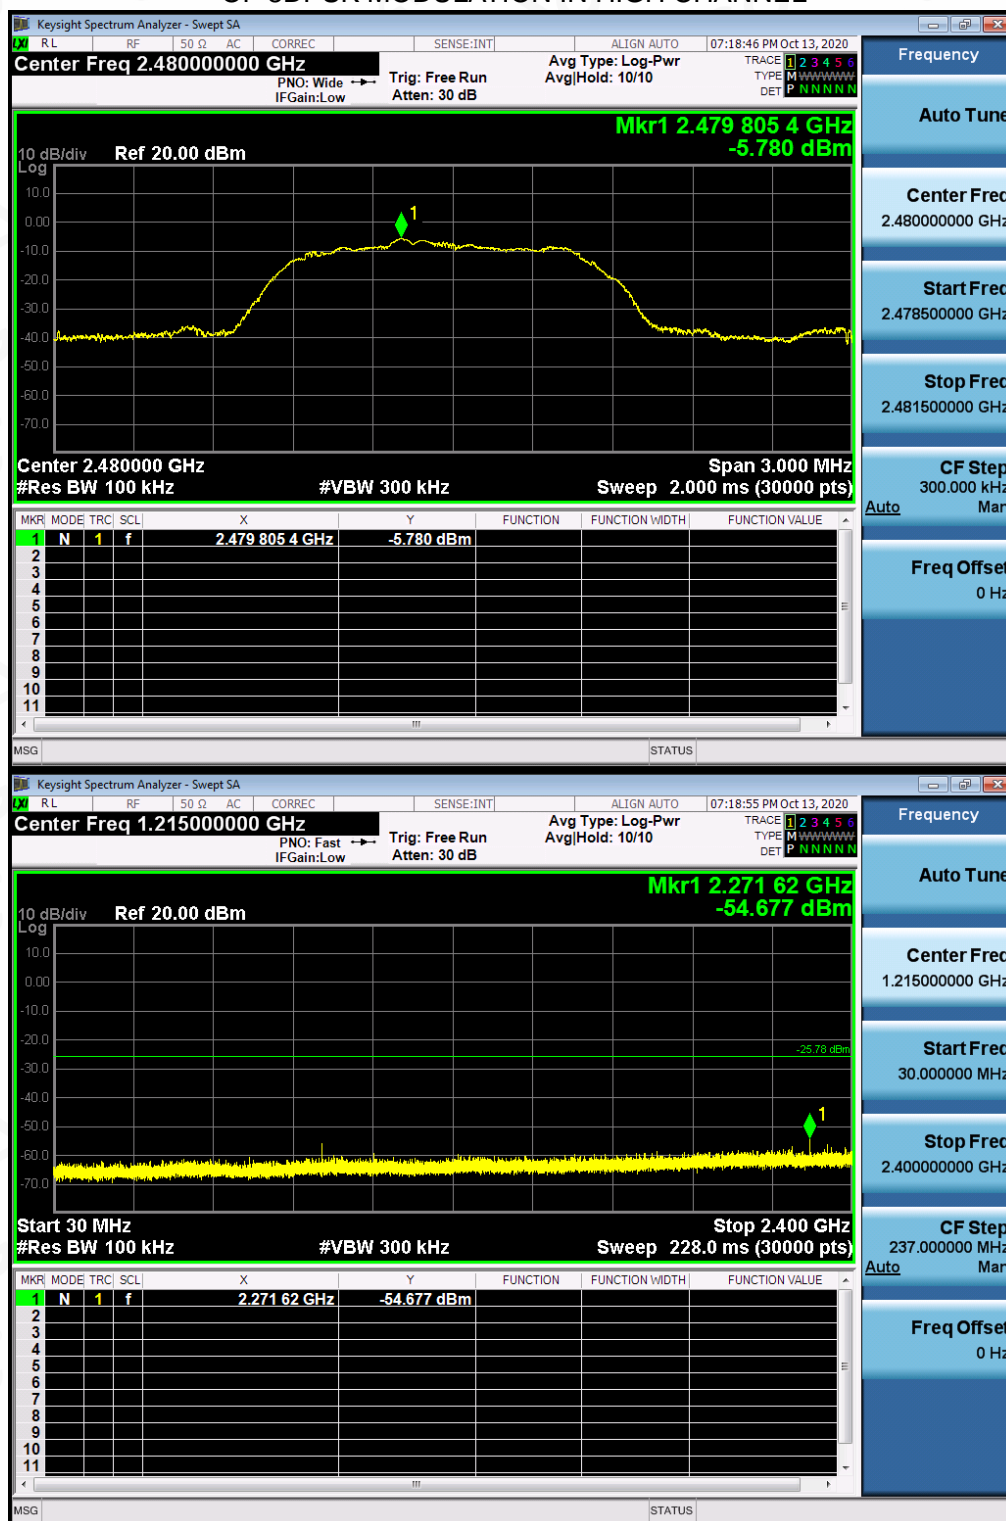 OF 8DPSK MODULATION IN HIGH CHANNEL
Keysight Spectrum Analyzer - Swept SA
LXI RL RF 50 Ω AC CORREC SENSE:INT ALIGN AUTO 07:18:46 PM Oct 13, 2020
Center Freq 2.480000000 GHz
PNO: Wide
IFGain:Low
Trig: Free Run
Atten: 30 dB
Avg Type: Log-Pwr
Avg|Hold: 10/10
TRACE 1 2 3 4 5 6
TYPE M WWWWW
DET P N N N N N
Mkr1 2.479 805 4 GHz
-5.780 dBm
10 dB/div Ref 20.00 dBm
Log
10.0
0.00
-10.0
-20.0
-30.0
-40.0
-50.0
-60.0
-70.0
1
Center 2.480000 GHz Span 3.000 MHz
#Res BW 100 kHz #VBW 300 kHz Sweep 2.000 ms (30000 pts)
MKR MODE TRC SCL X Y FUNCTION FUNCTION WIDTH FUNCTION VALUE
1 N 1 f 2.479 805 4 GHz -5.780 dBm
2
3
4
5
6
7
8
9
10
11
MSG STATUS
Frequency
Auto Tune
Center Freq
2.480000000 GHz
Start Freq
2.478500000 GHz
Stop Freq
2.481500000 GHz
CF Step
300.000 kHz
Auto Man
Freq Offset
0 Hz
Keysight Spectrum Analyzer - Swept SA
LXI RL RF 50 Ω AC CORREC SENSE:INT ALIGN AUTO 07:18:55 PM Oct 13, 2020
Center Freq 1.215000000 GHz
PNO: Fast
IFGain:Low
Trig: Free Run
Atten: 30 dB
Avg Type: Log-Pwr
Avg|Hold: 10/10
TRACE 1 2 3 4 5 6
TYPE M WWWWW
DET P N N N N N
Mkr1 2.271 62 GHz
-54.677 dBm
10 dB/div Ref 20.00 dBm
Log
10.0
0.00
-10.0
-20.0
-30.0
-40.0
-50.0
-60.0
-70.0
-25.78 dBm
1
Start 30 MHz Stop 2.400 GHz
#Res BW 100 kHz #VBW 300 kHz Sweep 228.0 ms (30000 pts)
MKR MODE TRC SCL X Y FUNCTION FUNCTION WIDTH FUNCTION VALUE
1 N 1 f 2.271 62 GHz -54.677 dBm
2
3
4
5
6
7
8
9
10
11
MSG STATUS
Frequency
Auto Tune
Center Freq
1.215000000 GHz
Start Freq
30.000000 MHz
Stop Freq
2.400000000 GHz
CF Step
237.000000 MHz
Auto Man
Freq Offset
0 Hz